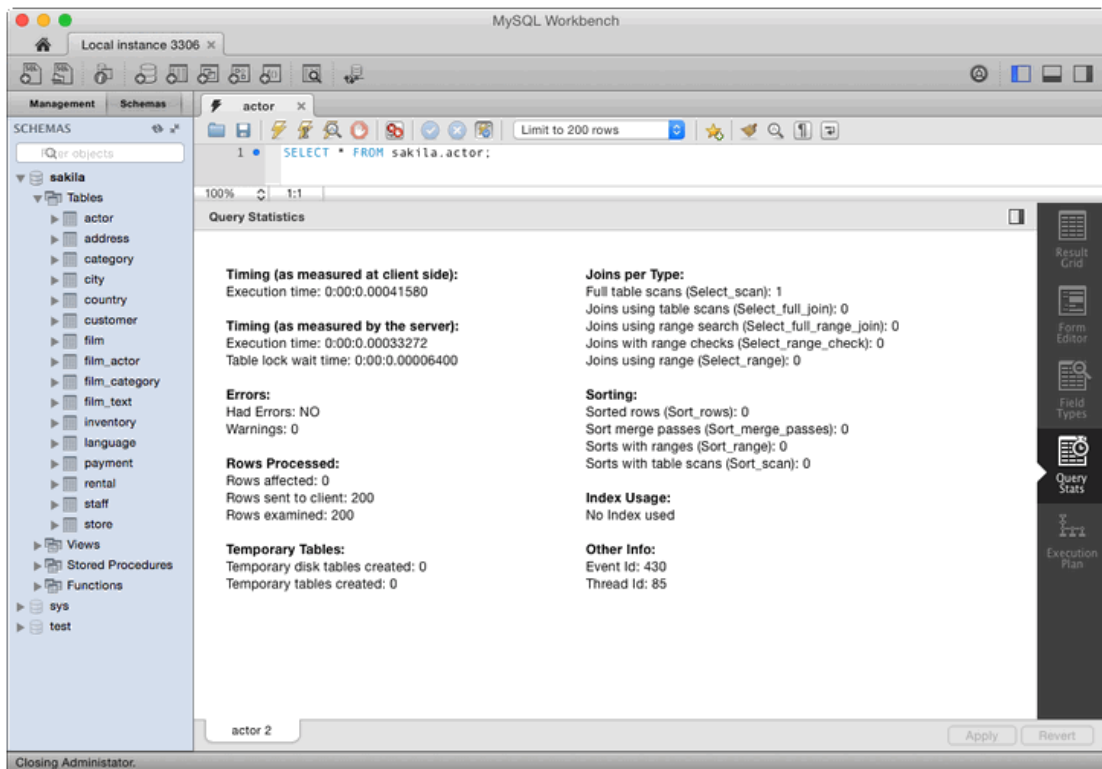 MySQL Workbench
Local instance 3306 ×
Management Schemas
SCHEMAS
Filter objects
sakila
Tables
actor
address
category
city
country
customer
film
film_actor
film_category
film_text
inventory
language
payment
rental
staff
store
Views
Stored Procedures
Functions
sys
test
actor ×
Limit to 200 rows
1 SELECT * FROM sakila.actor;
100% 1:1
Query Statistics
Timing (as measured at client side):
Execution time: 0:00:0.00041580
Timing (as measured by the server):
Execution time: 0:00:0.00033272
Table lock wait time: 0:00:0.00006400
Errors:
Had Errors: NO
Warnings: 0
Rows Processed:
Rows affected: 0
Rows sent to client: 200
Rows examined: 200
Temporary Tables:
Temporary disk tables created: 0
Temporary tables created: 0
Joins per Type:
Full table scans (Select_scan): 1
Joins using table scans (Select_full_join): 0
Joins using range search (Select_full_range_join): 0
Joins with range checks (Select_range_check): 0
Joins using range (Select_range): 0
Sorting:
Sorted rows (Sort_rows): 0
Sort merge passes (Sort_merge_passes): 0
Sorts with ranges (Sort_range): 0
Sorts with table scans (Sort_scan): 0
Index Usage:
No Index used
Other Info:
Event Id: 430
Thread Id: 85
Result
Grid
Form
Editor
Field
Types
Query
Stats
Execution
Plan
actor 2
Apply Revert
Closing Administator.